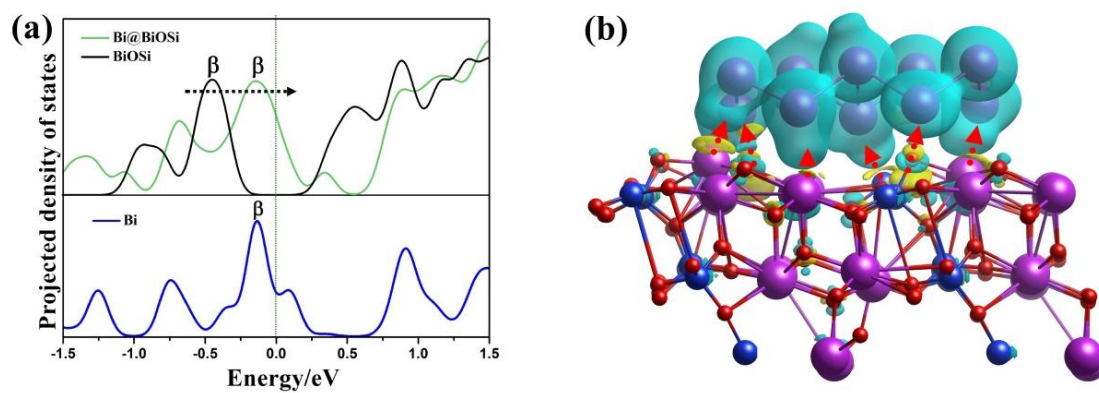 (a)
Bi@BiOSi
BiOSi
β β
Bi
β
Projected density of states
-1.5 -1.0 -0.5 0.0 0.5 1.0 1.5
Energy/eV
(b)